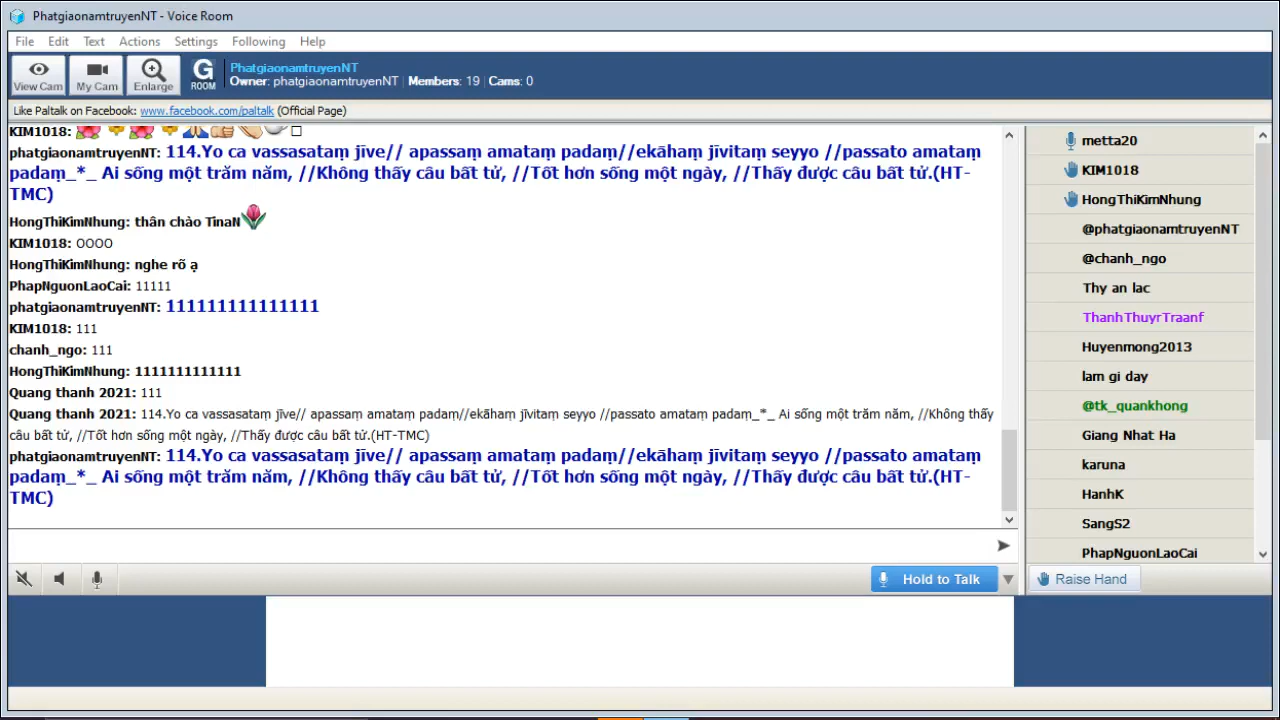 PhatgiaonamtruyenNT - Voice Room
File Edit Text Actions Settings Following Help
View Cam My Cam Enlarge G ROOM
PhatgiaonamtruyenNT
Owner: phatgiaonamtruyenNT | Members: 19 | Cams: 0
Like Paltalk on Facebook: www.facebook.com/paltalk (Official Page)
KIM1018:
phatgiaonamtruyenNT: 114.Yo ca vassasataṃ jīve// apassaṃ amataṃ padaṃ//ekāhaṃ jīvitaṃ seyyo //passato amataṃ
padaṃ_*_ Ai sống một trăm năm, //Không thấy câu bất tử, //Tốt hơn sống một ngày, //Thấy được câu bất tử.(HT-
TMC)
HongThiKimNhung: thân chào TinaN
KIM1018: OOOO
HongThiKimNhung: nghe rõ ạ
PhapNguonLaoCai: 11111
phatgiaonamtruyenNT: 111111111111111
KIM1018: 111
chanh_ngo: 111
HongThiKimNhung: 1111111111111
Quang thanh 2021: 111
Quang thanh 2021: 114.Yo ca vassasataṃ jīve// apassaṃ amataṃ padaṃ//ekāhaṃ jīvitaṃ seyyo //passato amataṃ padaṃ_*_ Ai sống một trăm năm, //Không thấy
câu bất tử, //Tốt hơn sống một ngày, //Thấy được câu bất tử.(HT-TMC)
phatgiaonamtruyenNT: 114.Yo ca vassasataṃ jīve// apassaṃ amataṃ padaṃ//ekāhaṃ jīvitaṃ seyyo //passato amataṃ
padaṃ_*_ Ai sống một trăm năm, //Không thấy câu bất tử, //Tốt hơn sống một ngày, //Thấy được câu bất tử.(HT-
TMC)
Hold to Talk
metta20
KIM1018
HongThiKimNhung
@phatgiaonamtruyenNT
@chanh_ngo
Thy an lac
ThanhThuyrTraanf
Huyenmong2013
lam gi day
@tk_quankhong
Giang Nhat Ha
karuna
HanhK
SangS2
PhapNguonLaoCai
Raise Hand